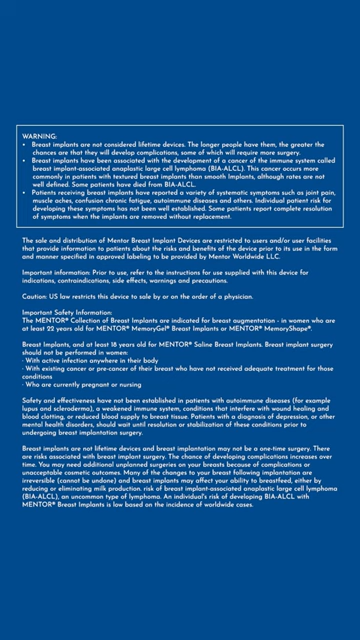 WARNING:
• Breast implants are not considered lifetime devices. The longer people have them, the greater the
chances are that they will develop complications, some of which will require more surgery.
• Breast implants have been associated with the development of a cancer of the immune system called
breast implant-associated anaplastic large cell lymphoma (BIA-ALCL). This cancer occurs more
commonly in patients with textured breast implants than smooth Implants, although rates are not
well defined. Some patients have died from BIA-ALCL.
• Patients receiving breast implants have reported a variety of systematic symptoms such as joint pain,
muscle aches, confusion chronic fatigue, autoimmune diseases and others. Individual patient risk for
developing these symptoms has not been well established. Some patients report complete resolution
of symptoms when the implants are removed without replacement.
The sale and distribution of Mentor Breast Implant Devices are restricted to users and/or user facilities
that provide information to patients about the risks and benefits of the device prior to its use in the form
and manner specified in approved labeling to be provided by Mentor Worldwide LLC.
Important information: Prior to use, refer to the instructions for use supplied with this device for
indications, contraindications, side effects, warnings and precautions.
Caution: US law restricts this device to sale by or on the order of a physician.
Important Safety Information:
The MENTOR® Collection of Breast Implants are indicated for breast augmentation - in women who are
at least 22 years old for MENTOR® MemoryGel® Breast Implants or MENTOR® MemoryShape®.
Breast Implants, and at least 18 years old for MENTOR® Saline Breast Implants. Breast implant surgery
should not be performed in women:
· With active infection anywhere in their body
· With existing cancer or pre-cancer of their breast who have not received adequate treatment for those
conditions
· Who are currently pregnant or nursing
Safety and effectiveness have not been established in patients with autoimmune diseases (for example
lupus and scleroderma), a weakened immune system, conditions that interfere with wound healing and
blood clotting, or reduced blood supply to breast tissue. Patients with a diagnosis of depression, or other
mental health disorders, should wait until resolution or stabilization of these conditions prior to
undergoing breast implantation surgery.
Breast implants are not lifetime devices and breast implantation may not be a one-time surgery. There
are risks associated with breast implant surgery. The chance of developing complications increases over
time. You may need additional unplanned surgeries on your breasts because of complications or
unacceptable cosmetic outcomes. Many of the changes to your breast following implantation are
irreversible (cannot be undone) and breast implants may affect your ability to breastfeed, either by
reducing or eliminating milk production. risk of breast implant-associated anaplastic large cell lymphoma
(BIA-ALCL), an uncommon type of lymphoma. An individual's risk of developing BIA-ALCL with
MENTOR® Breast Implants is low based on the incidence of worldwide cases.